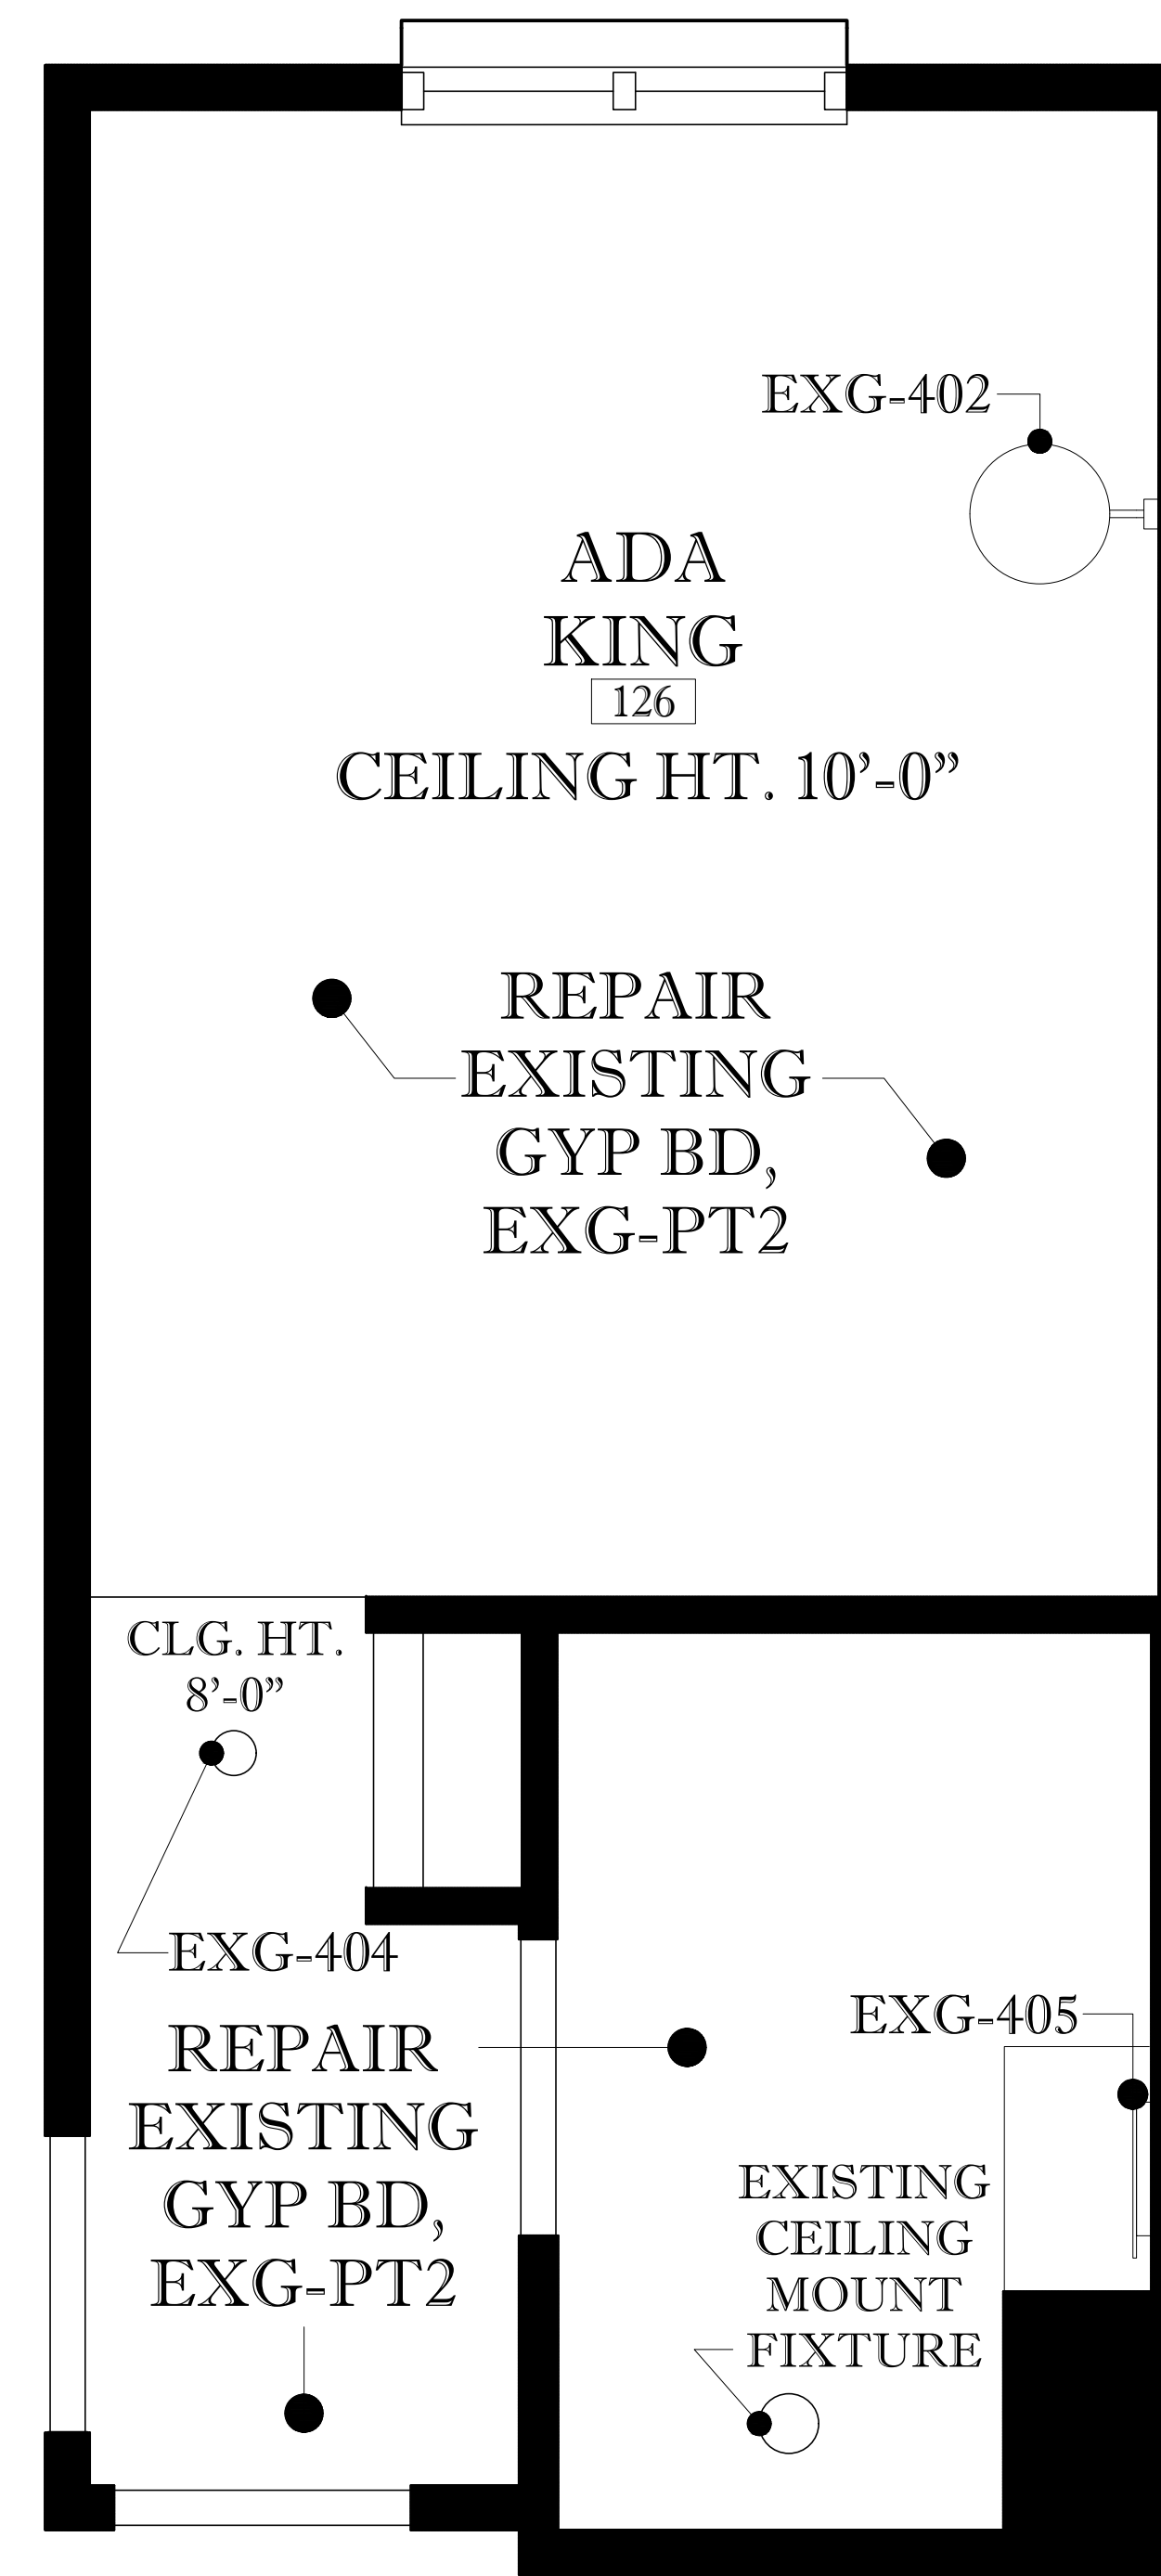 EXG-402
ADA
KING
126
CEILING HT. 10’-0”
REPAIR
EXISTING
GYP BD,
EXG-PT2
CLG. HT.
8’-0”
EXG-404
REPAIR
EXISTING
GYP BD,
EXG-PT2
EXG-405
EXISTING
CEILING
MOUNT
FIXTURE